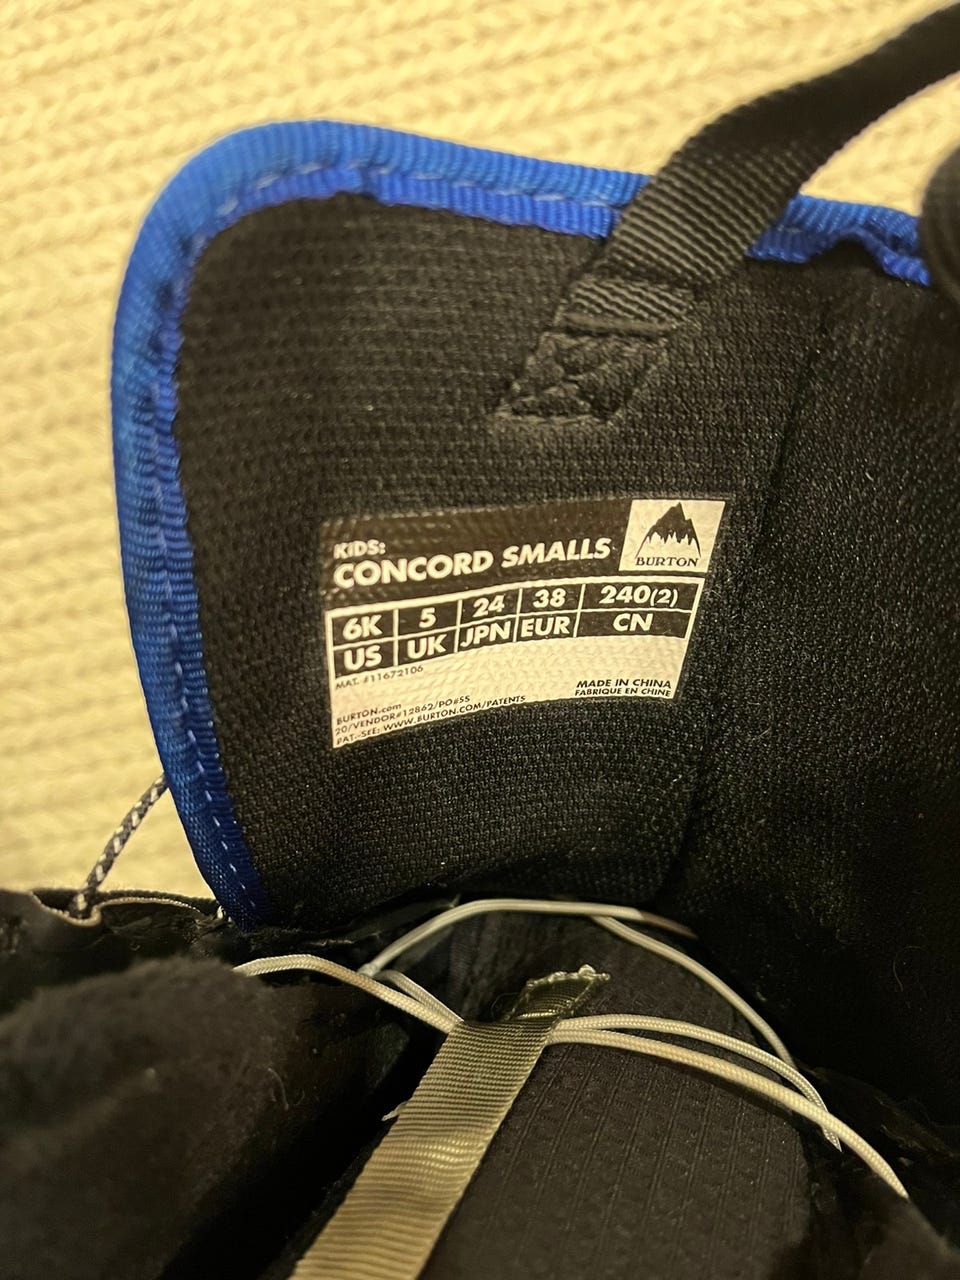 KIDS:
CONCORD SMALLS
BURTON
6K 5 24 38 240(2)
US UK JPN EUR CN
MAT. #11672106
MADE IN CHINA
FABRIQUE EN CHINE
BURTON.com
20/VENDOR#12862/PO#SS
PAT.-SEE: WWW.BURTON.COM/PATENTS